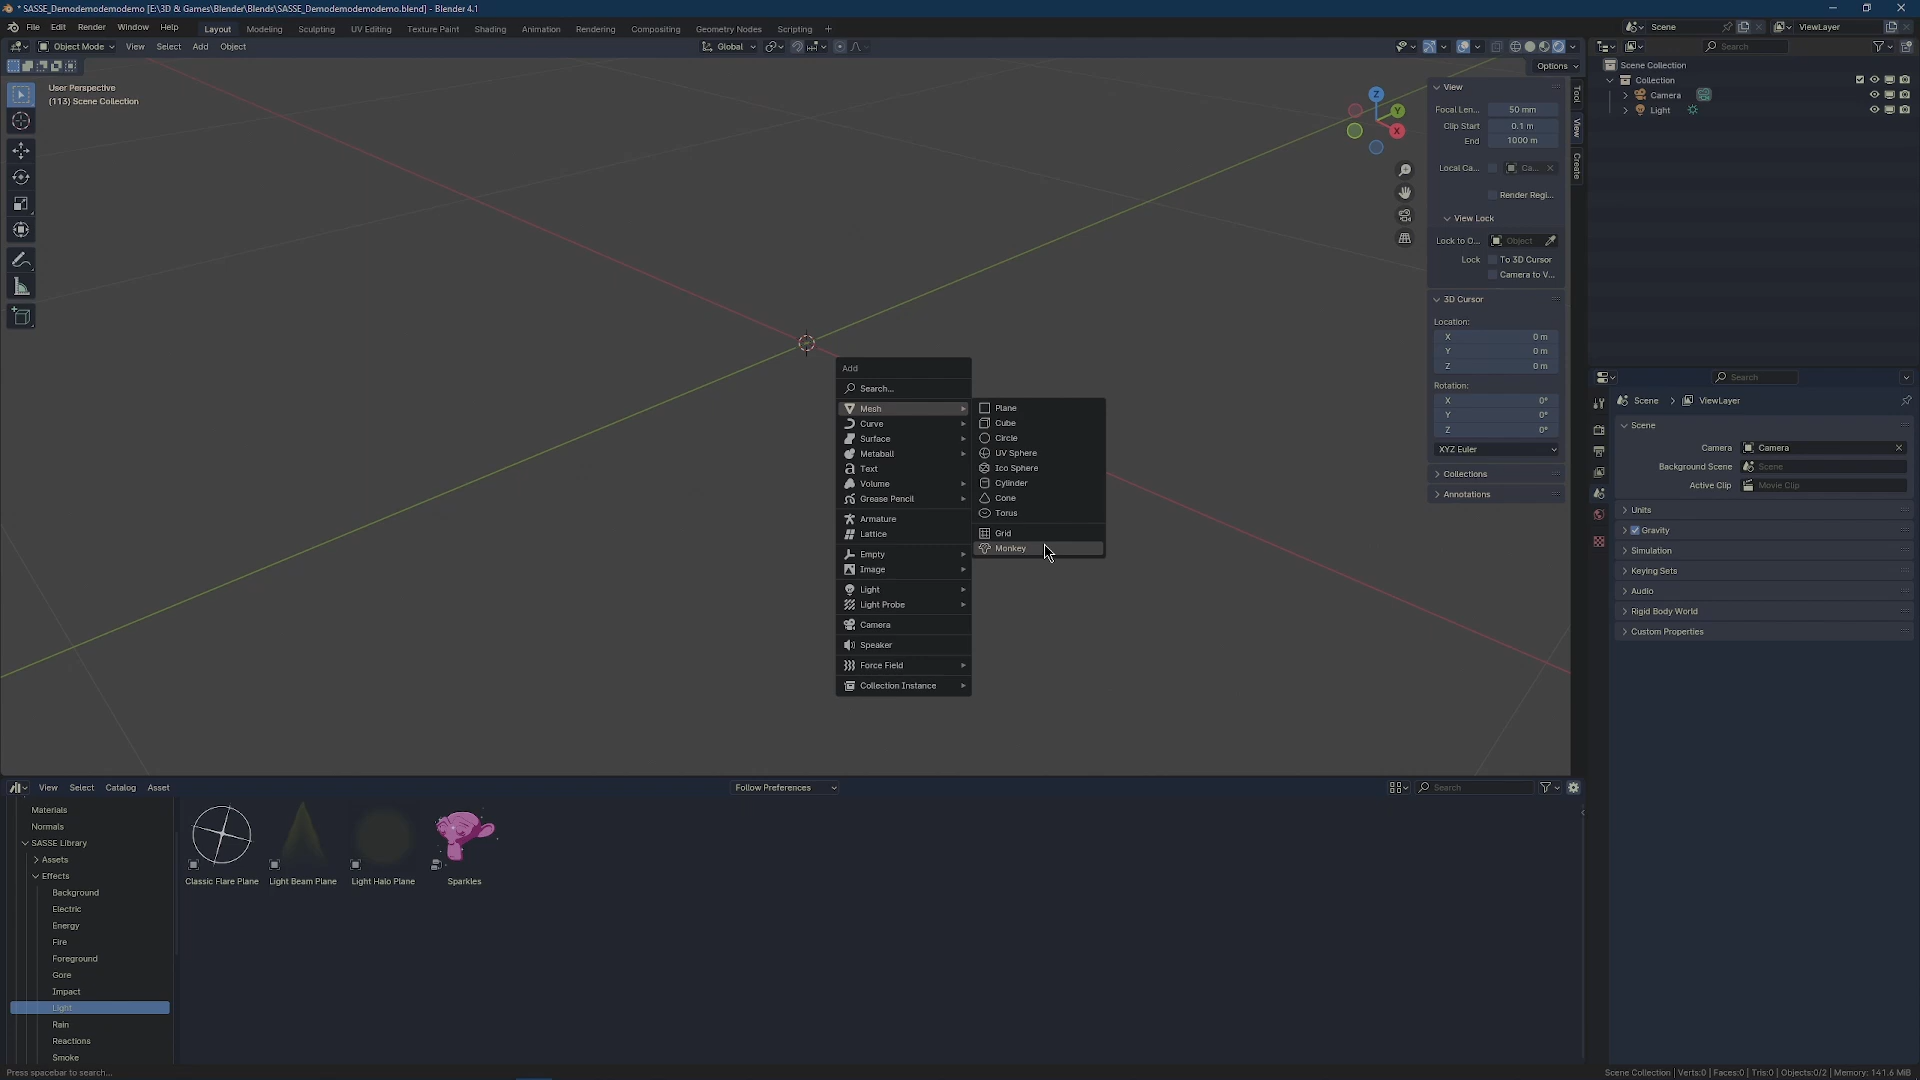 * SASSE_Demodemodemodemo [E:\3D & Games\Blender\Blends\SASSE_Demodemodemodemo.blend] - Blender 4.1
File Edit Render Window Help Layout Modeling Sculpting UV Editing Texture Paint Shading Animation Rendering Compositing Geometry Nodes Scripting +
Scene ViewLayer
Object Mode View Select Add Object Global
Search
Options
User Perspective
(113) Scene Collection
Z
Y
X
View
Focal Len... 50 mm
Clip Start 0.1 m
End 1000 m
Local Ca... Ca...
Render Regi...
View Lock
Lock to O... Object
Lock To 3D Cursor
Camera to V...
3D Cursor
Location:
X 0 m
Y 0 m
Z 0 m
Rotation:
X 0°
Y 0°
Z 0°
XYZ Euler
Collections
Annotations
Tool
View
Create
Scene Collection
Collection
Camera
Light
Search
Scene > ViewLayer
Scene
Camera Camera
Background Scene Scene
Active Clip Movie Clip
Units
Gravity
Simulation
Keying Sets
Audio
Rigid Body World
Custom Properties
Add
Search...
Mesh
Curve
Surface
Metaball
Text
Volume
Grease Pencil
Armature
Lattice
Empty
Image
Light
Light Probe
Camera
Speaker
Force Field
Collection Instance
Plane
Cube
Circle
UV Sphere
Ico Sphere
Cylinder
Cone
Torus
Grid
Monkey
View Select Catalog Asset Follow Preferences Search
Materials
Normals
SASSE Library
Assets
Effects
Background
Electric
Energy
Fire
Foreground
Gore
Impact
Light
Rain
Reactions
Smoke
Classic Flare Plane Light Beam Plane Light Halo Plane Sparkles
Press spacebar to search...
Scene Collection | Verts:0 | Faces:0 | Tris:0 | Objects:0/2 | Memory: 141.6 MiB